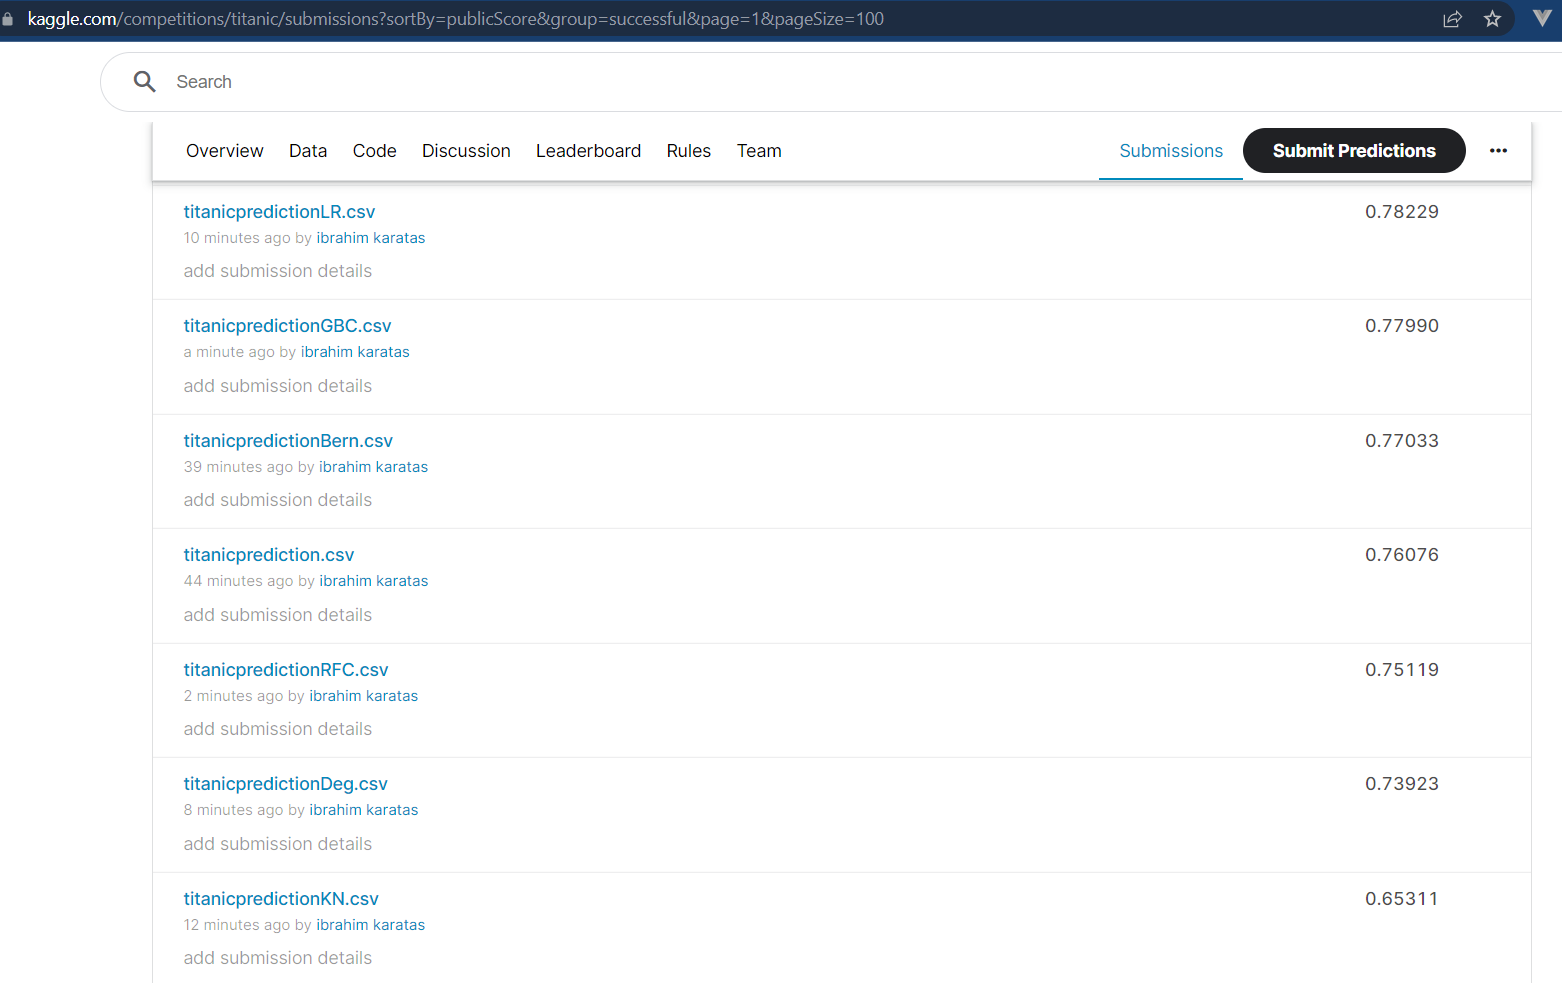 kaggle.com/competitions/titanic/submissions?sortBy=publicScore&group=successful&page=1&pageSize=100
Search
Overview Data Code Discussion Leaderboard Rules Team Submissions Submit Predictions
titanicpredictionLR.csv 0.78229
10 minutes ago by ibrahim karatas
add submission details
titanicpredictionGBC.csv 0.77990
a minute ago by ibrahim karatas
add submission details
titanicpredictionBern.csv 0.77033
39 minutes ago by ibrahim karatas
add submission details
titanicprediction.csv 0.76076
44 minutes ago by ibrahim karatas
add submission details
titanicpredictionRFC.csv 0.75119
2 minutes ago by ibrahim karatas
add submission details
titanicpredictionDeg.csv 0.73923
8 minutes ago by ibrahim karatas
add submission details
titanicpredictionKN.csv 0.65311
12 minutes ago by ibrahim karatas
add submission details